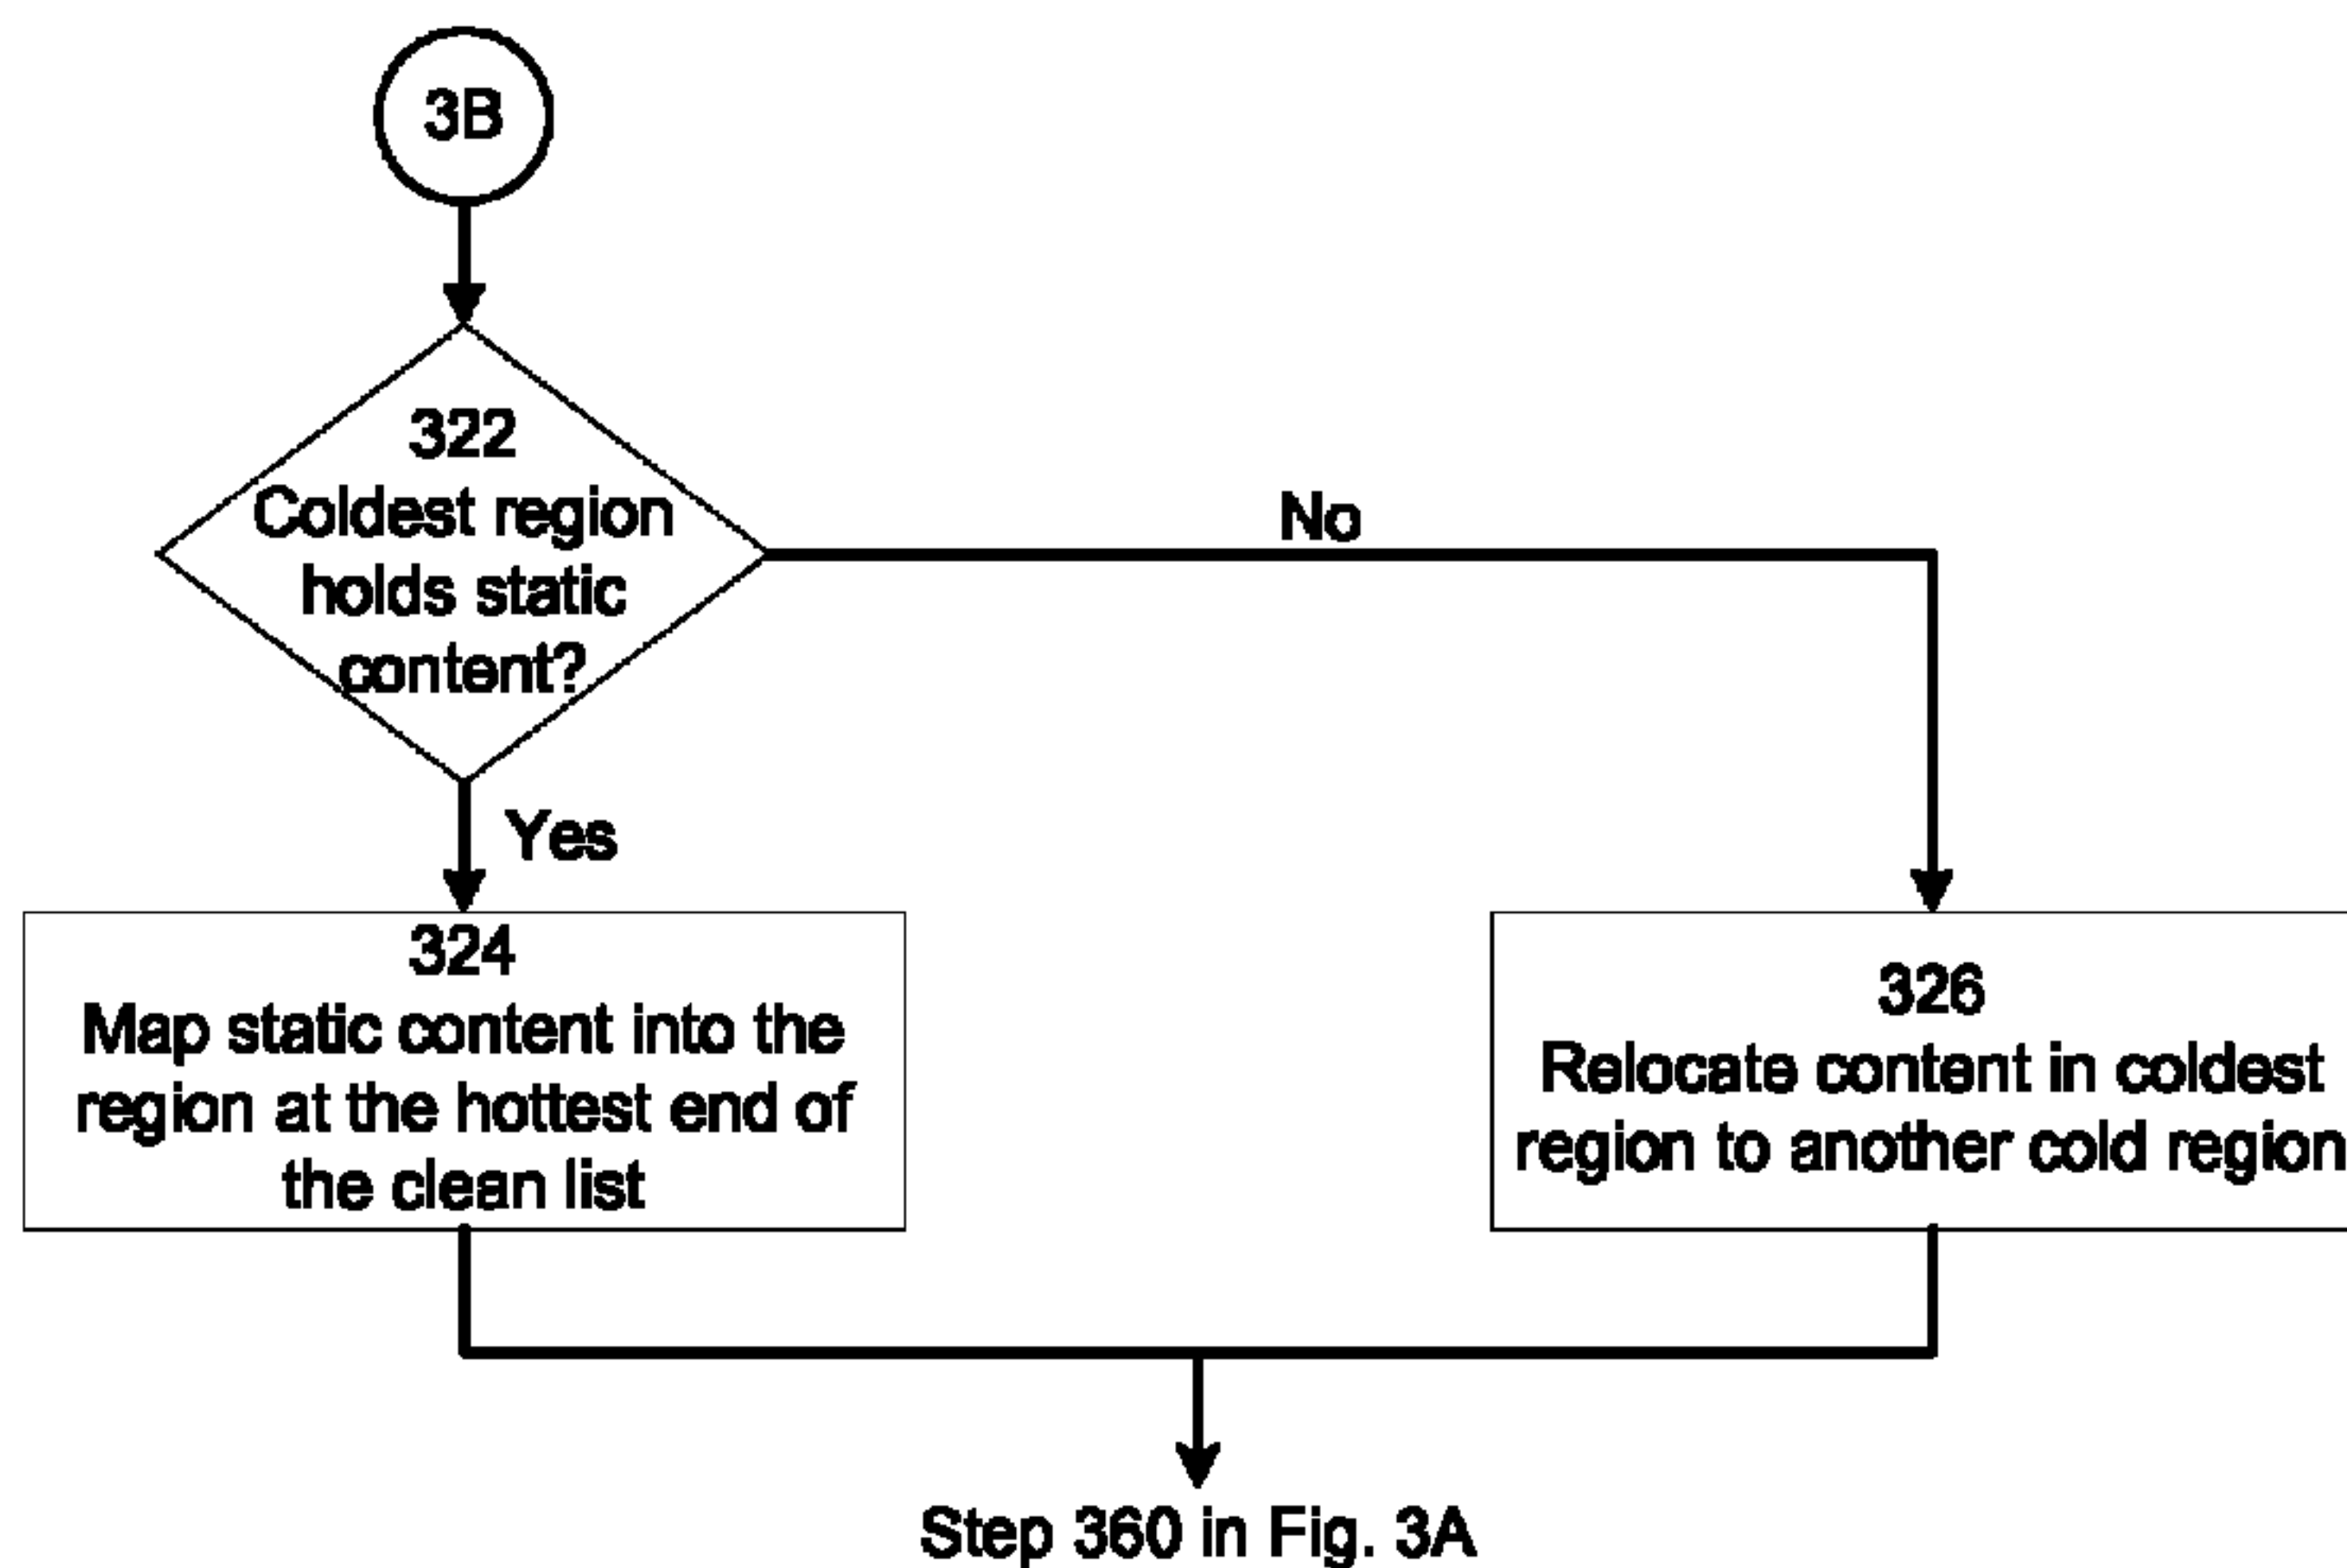 3B
322
Coldest region
holds static
content?
No
Yes
324
Map static content into the
region at the hottest end of
the clean list
326
Relocate content in coldest
region to another cold region
Step 360 in Fig. 3A